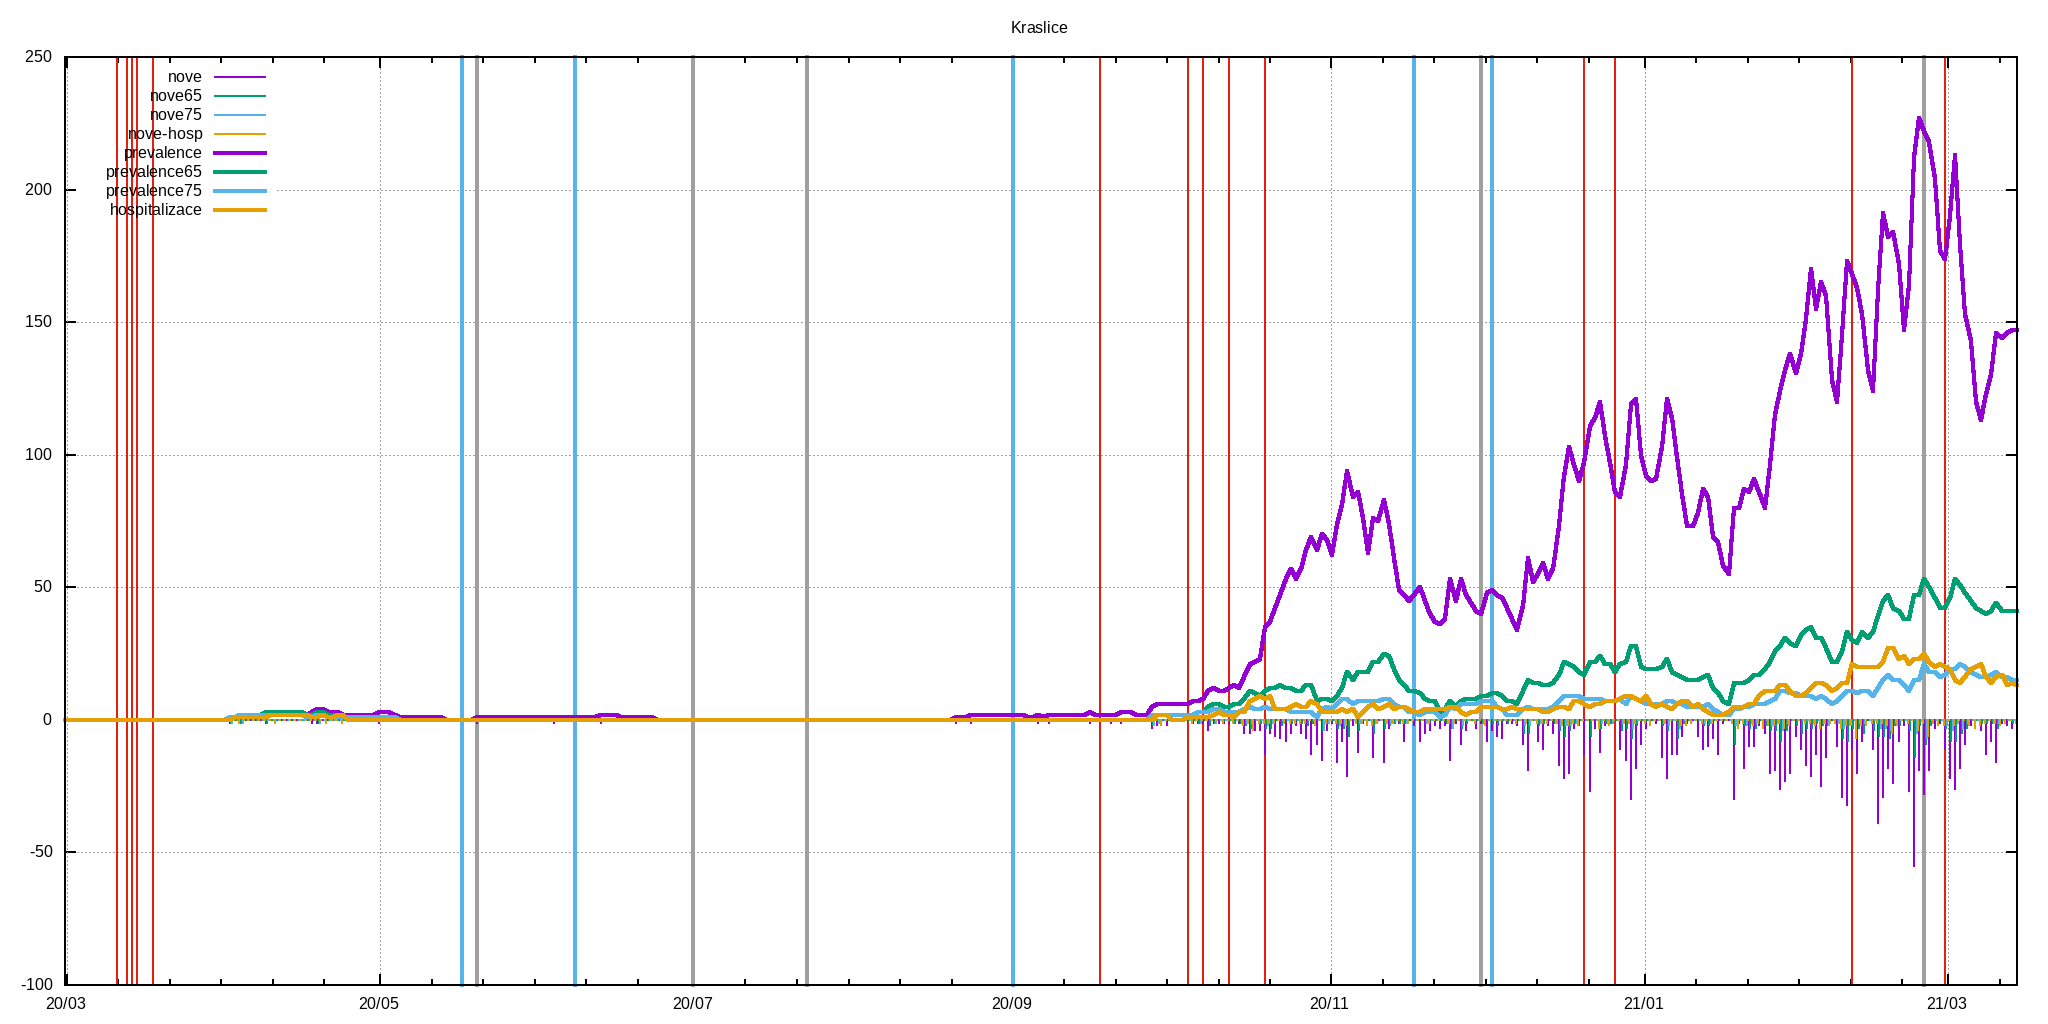 Kraslice
250
200
150
100
50
0
-50
-100
nove
nove65
nove75
nove-hosp
prevalence
prevalence65
prevalence75
hospitalizace
20/03 20/05 20/07 20/09 20/11 21/01 21/03